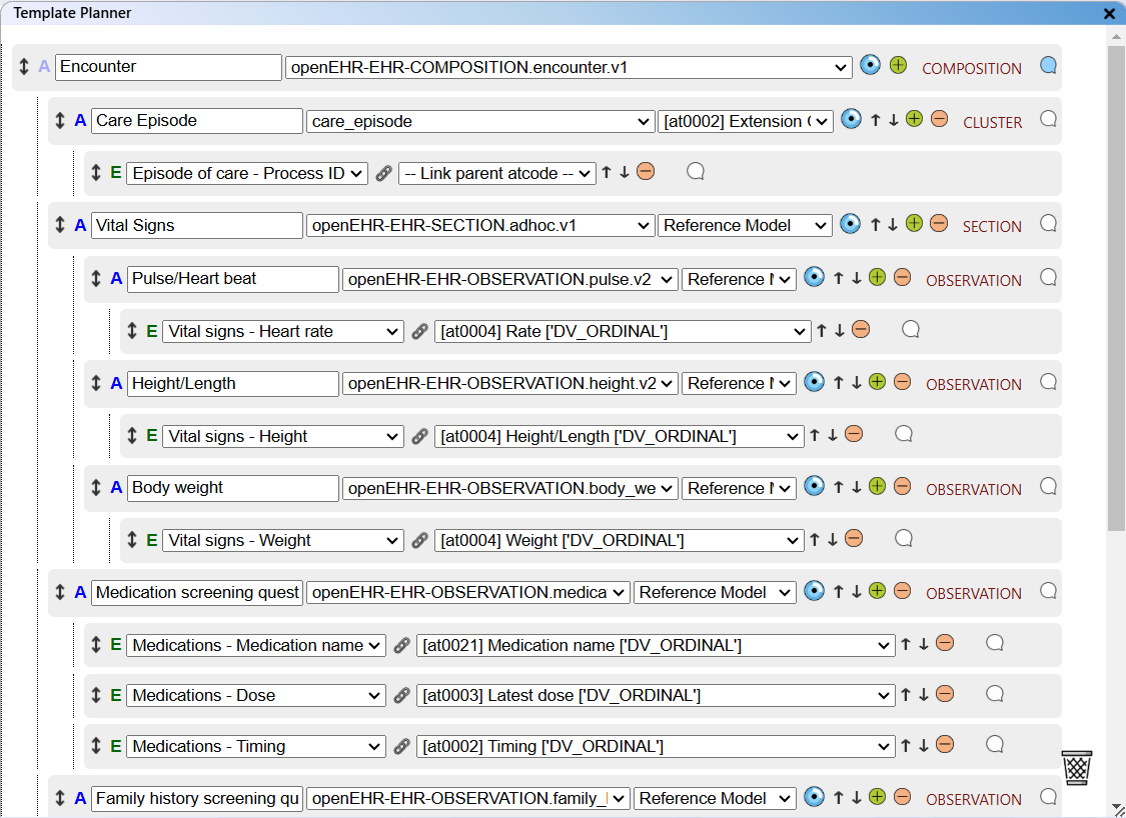 Template Planner
A Encounter openEHR-EHR-COMPOSITION.encounter.v1 COMPOSITION
A Care Episode care_episode [at0002] Extension CLUSTER
E Episode of care - Process ID -- Link parent atcode --
A Vital Signs openEHR-EHR-SECTION.adhoc.v1 Reference Model SECTION
A Pulse/Heart beat openEHR-EHR-OBSERVATION.pulse.v2 Reference OBSERVATION
E Vital signs - Heart rate [at0004] Rate ['DV_ORDINAL']
A Height/Length openEHR-EHR-OBSERVATION.height.v2 Reference OBSERVATION
E Vital signs - Height [at0004] Height/Length ['DV_ORDINAL']
A Body weight openEHR-EHR-OBSERVATION.body_we Reference OBSERVATION
E Vital signs - Weight [at0004] Weight ['DV_ORDINAL']
A Medication screening quest openEHR-EHR-OBSERVATION.medica Reference Model OBSERVATION
E Medications - Medication name [at0021] Medication name ['DV_ORDINAL']
E Medications - Dose [at0003] Latest dose ['DV_ORDINAL']
E Medications - Timing [at0002] Timing ['DV_ORDINAL']
A Family history screening qu openEHR-EHR-OBSERVATION.family_ Reference Model OBSERVATION